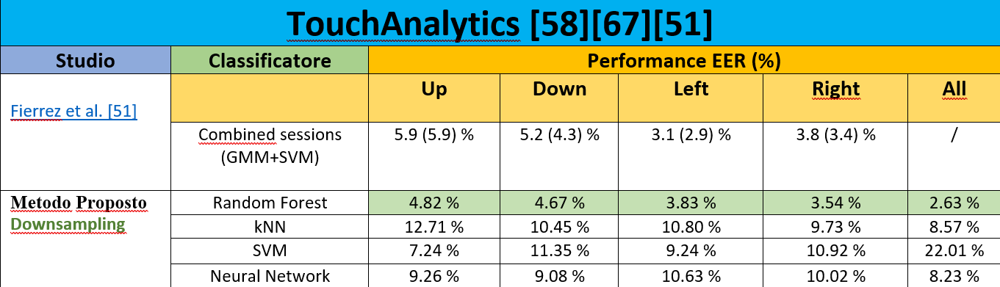 TouchAnalytics [58][67][51]
Studio Classificatore Performance EER (%)
Up Down Left Right All
Fierrez et al. [51]
Combined sessions (GMM+SVM) 5.9 (5.9) % 5.2 (4.3) % 3.1 (2.9) % 3.8 (3.4) % /
Metodo Proposto
Downsampling
Random Forest 4.82 % 4.67 % 3.83 % 3.54 % 2.63 %
kNN 12.71 % 10.45 % 10.80 % 9.73 % 8.57 %
SVM 7.24 % 11.35 % 9.24 % 10.92 % 22.01 %
Neural Network 9.26 % 9.08 % 10.63 % 10.02 % 8.23 %